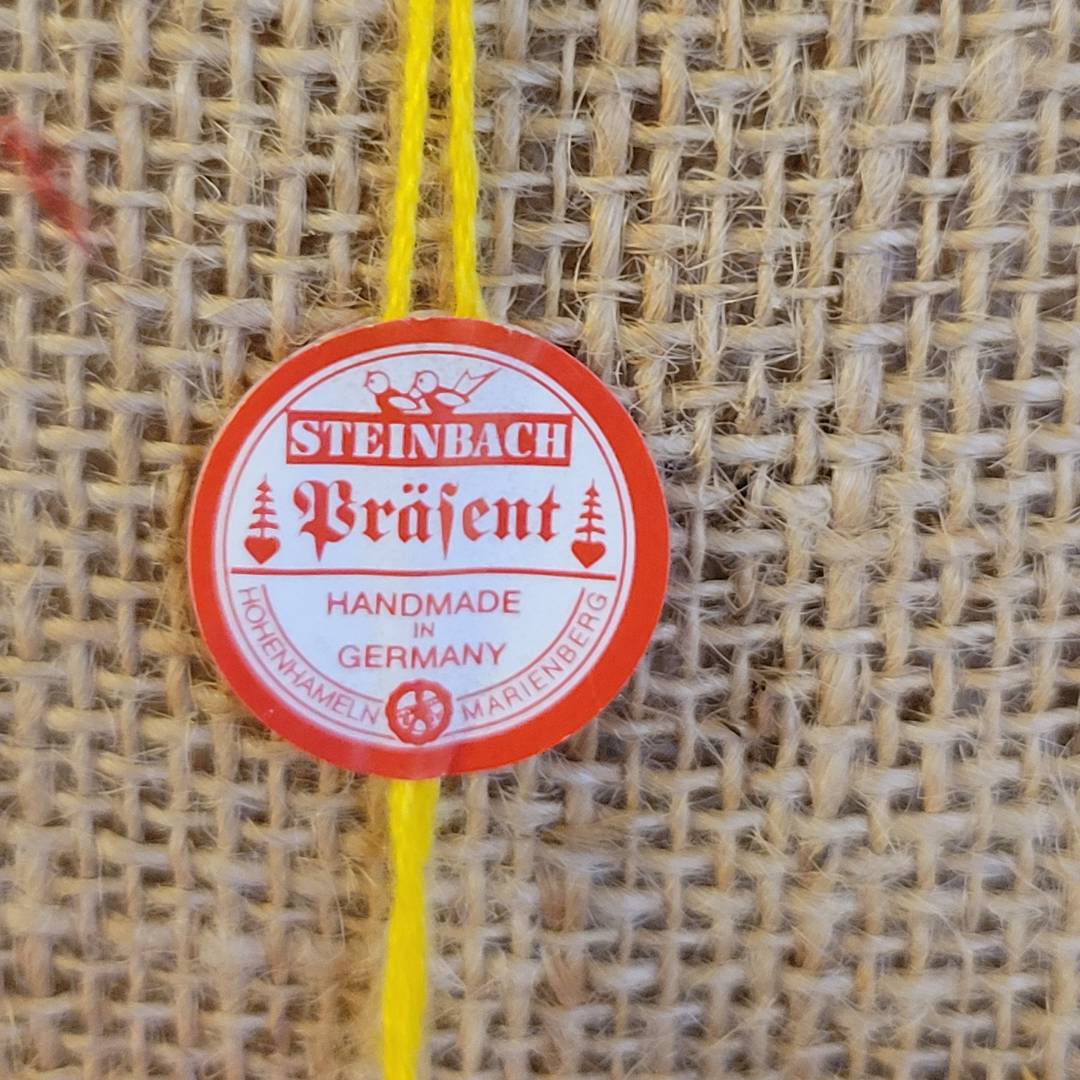 STEINBACH
Präſent
HANDMADE
IN
GERMANY
HOHENHAMELN
MARIENBERG